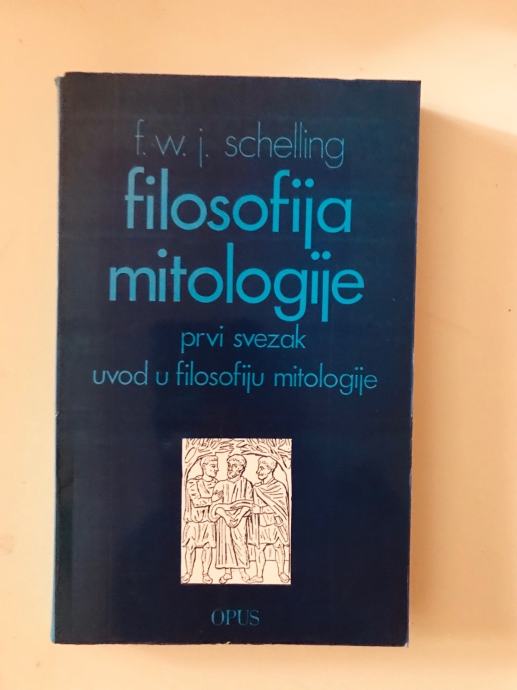 f. w. j. schelling
filosofija
mitologije
prvi svezak
uvod u filosofiju mitologije
OPUS